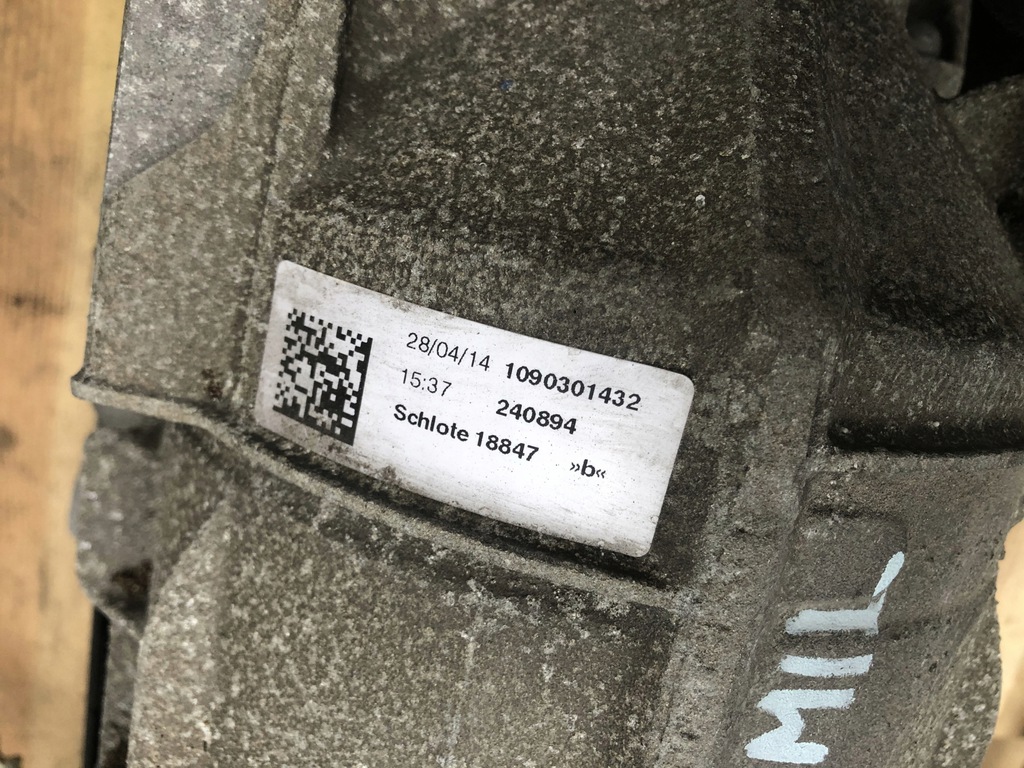 28/04/14 1090301432
15:37 240894
Schlote 18847 »b«
MIL